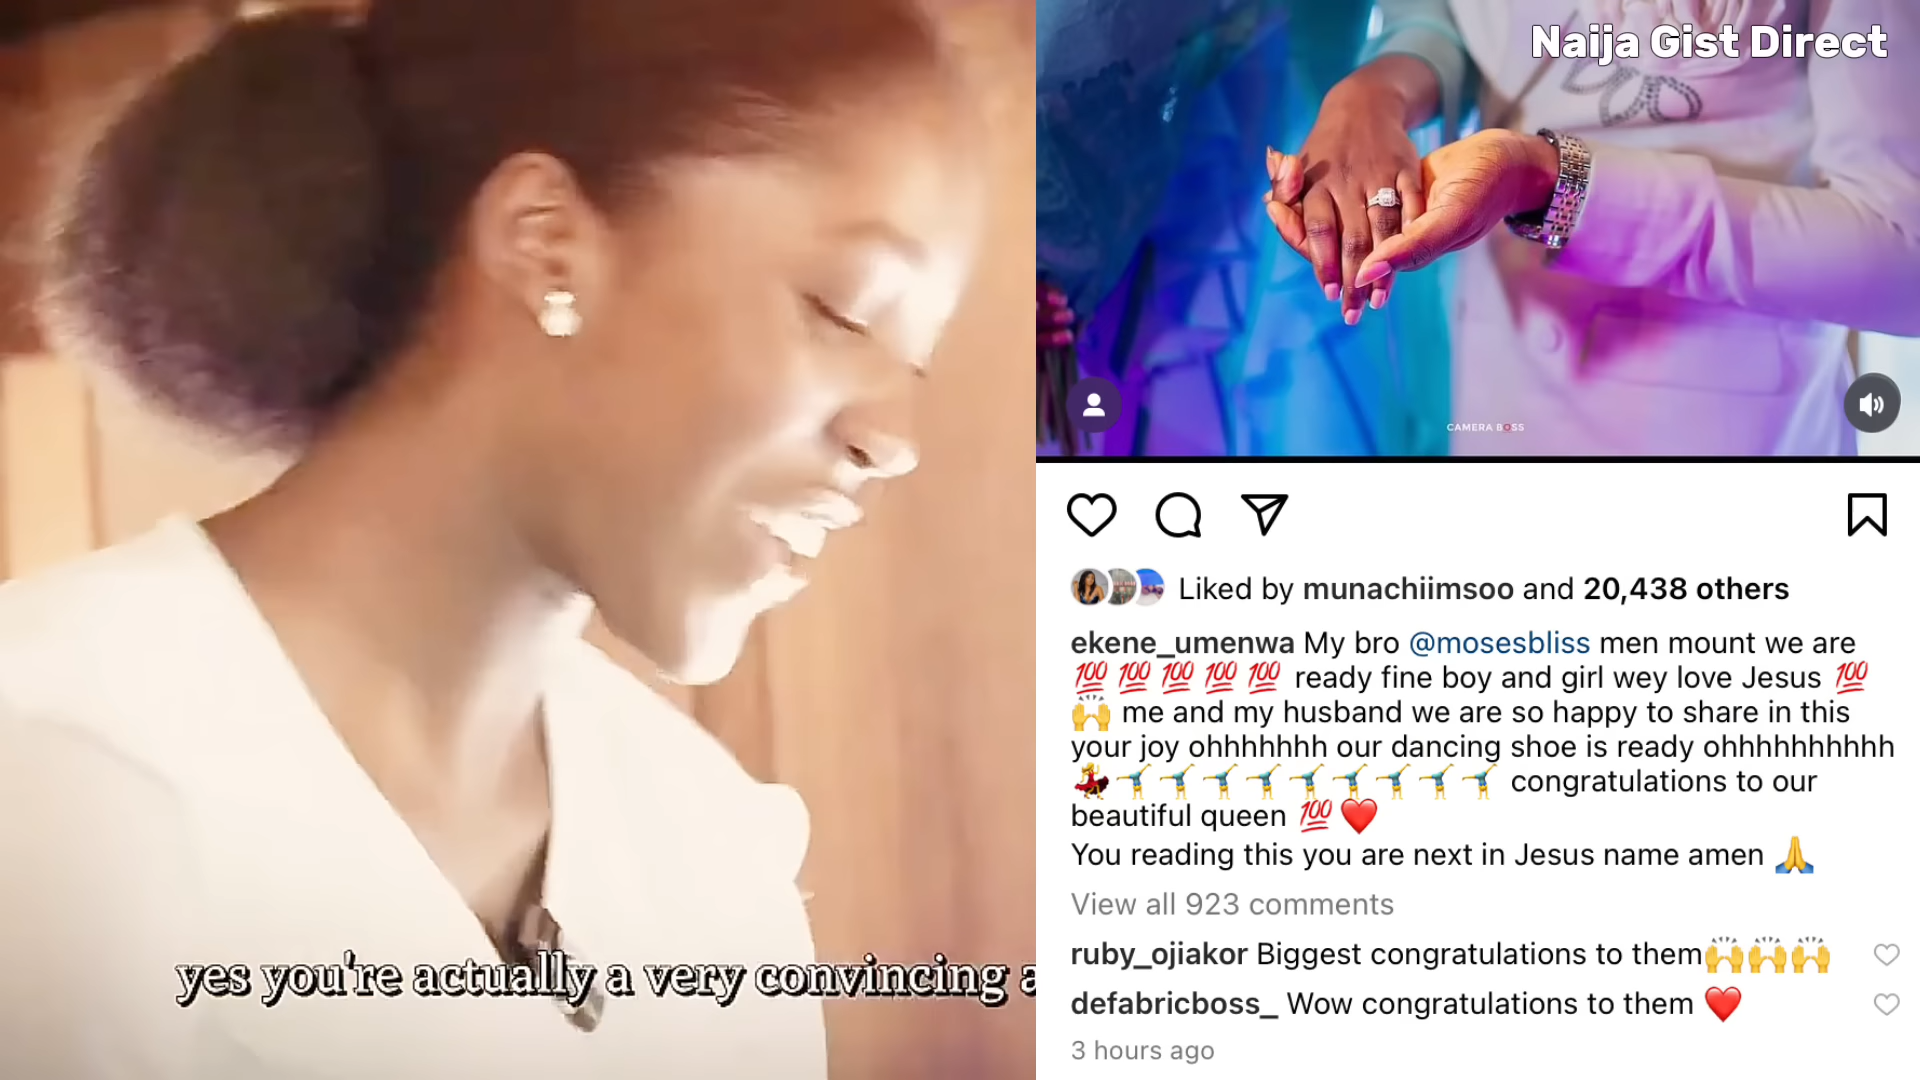 Naija Gist Direct
CAMERA BOSS
Liked by munachiimsoo and 20,438 others
ekene_umenwa My bro @mosesbliss men mount we are
💯 💯 💯 💯 💯 ready fine boy and girl wey love Jesus 💯
🙌 me and my husband we are so happy to share in this
your joy ohhhhhhh our dancing shoe is ready ohhhhhhhhhh
💃🤸‍♂️🤸‍♂️🤸‍♂️🤸‍♂️🤸‍♂️🤸‍♂️🤸‍♂️🤸‍♂️🤸‍♂️ congratulations to our
beautiful queen 💯❤️
You reading this you are next in Jesus name amen 🙏
View all 923 comments
ruby_ojiakor Biggest congratulations to them🙌🙌🙌
defabricboss_ Wow congratulations to them ❤️
3 hours ago
yes you're actually a very convincing a